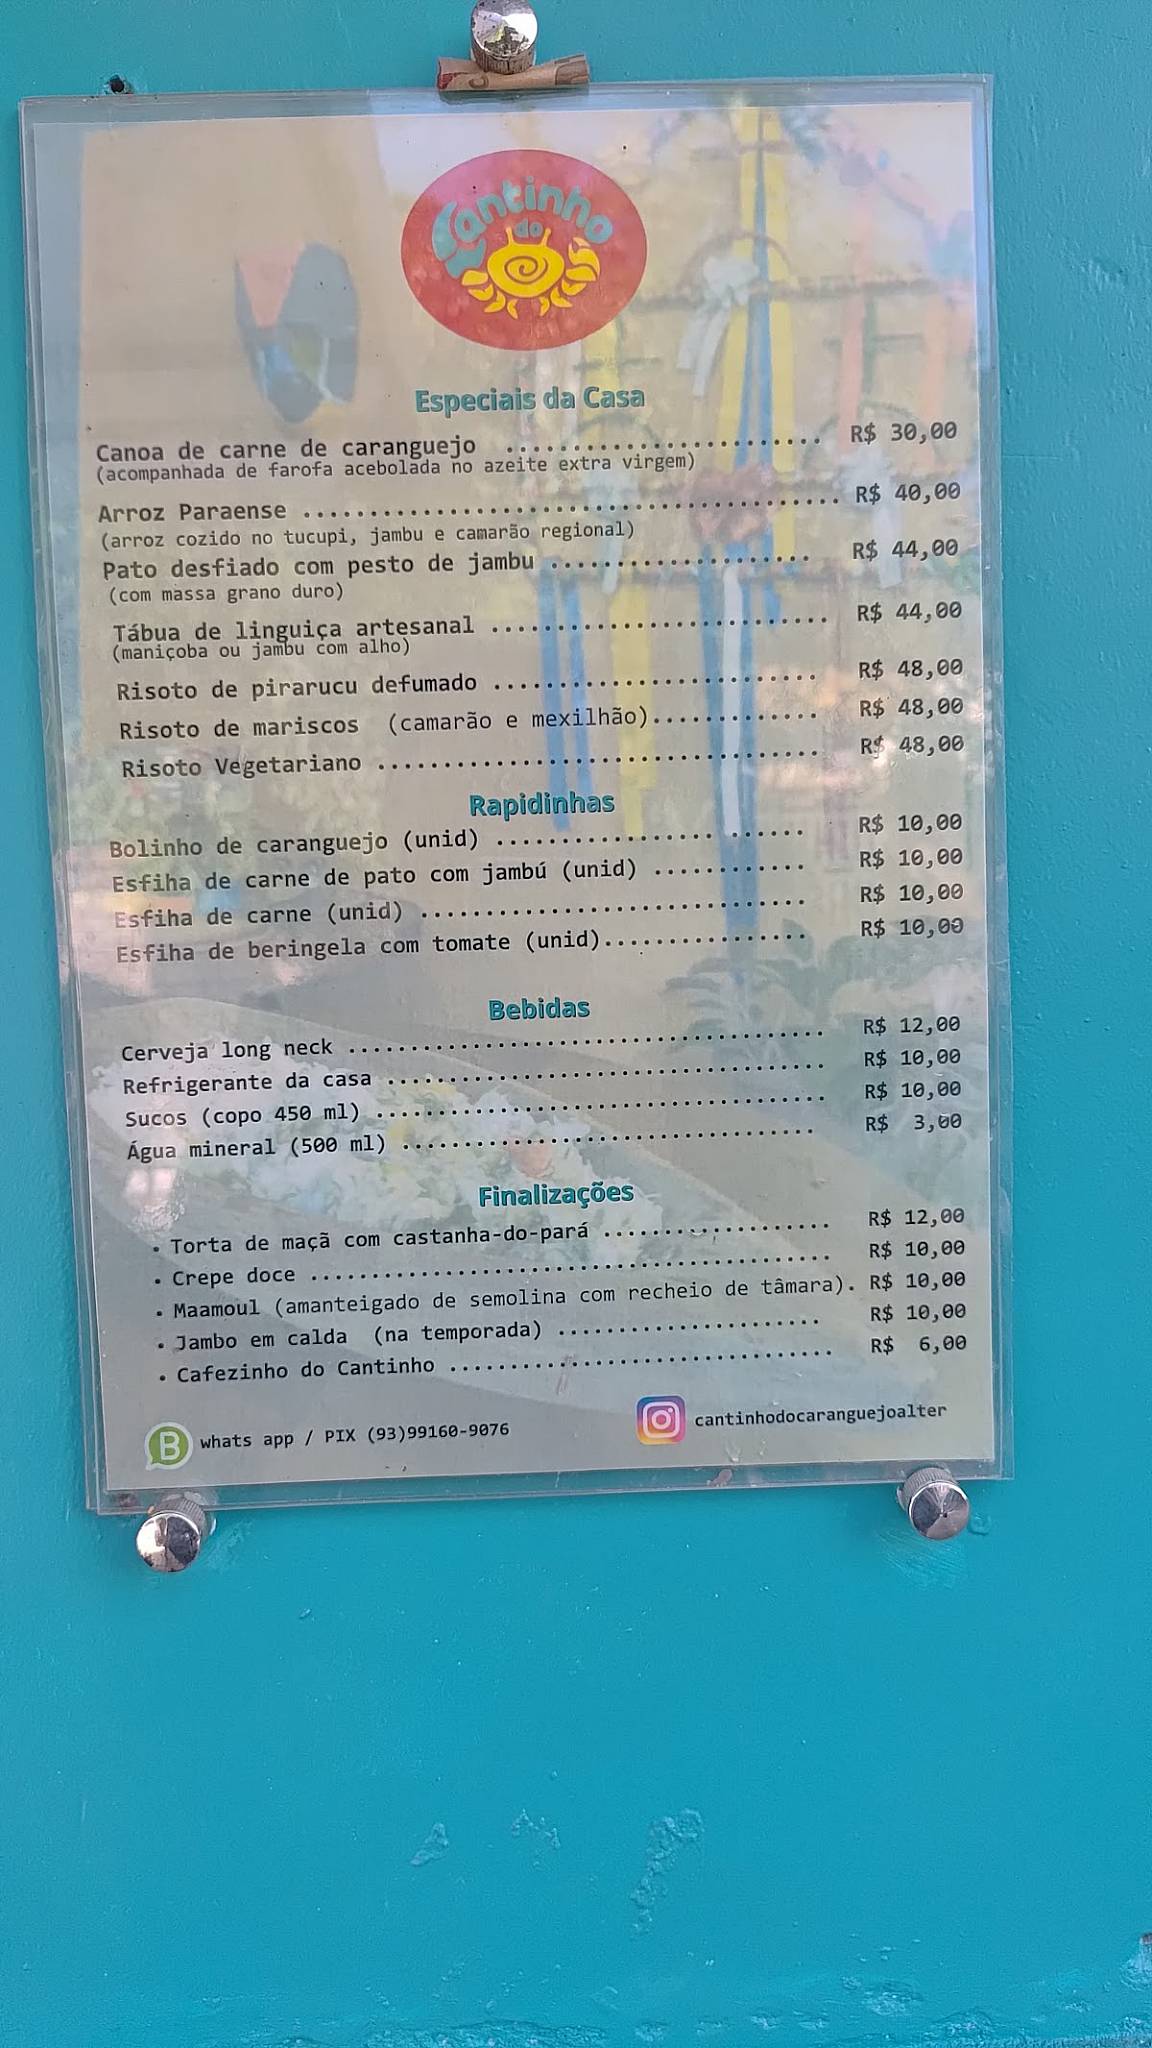 Cantinho
do
Especiais da Casa
Canoa de carne de caranguejo ........................ R$ 30,00
(acompanhada de farofa acebolada no azeite extra virgem)
Arroz Paraense ......................................... R$ 40,00
(arroz cozido no tucupi, jambu e camarão regional)
Pato desfiado com pesto de jambu .................... R$ 44,00
(com massa grano duro)
Tábua de linguiça artesanal .......................... R$ 44,00
(maniçoba ou jambu com alho)
Risoto de pirarucu defumado ......................... R$ 48,00
Risoto de mariscos (camarão e mexilhão)............. R$ 48,00
Risoto Vegetariano .................................. R$ 48,00
Rapidinhas
Bolinho de caranguejo (unid) ........................ R$ 10,00
Esfiha de carne de pato com jambú (unid) ............ R$ 10,00
Esfiha de carne (unid) .............................. R$ 10,00
Esfiha de beringela com tomate (unid)................ R$ 10,00
Bebidas
Cerveja long neck ...................................... R$ 12,00
Refrigerante da casa ................................... R$ 10,00
Sucos (copo 450 ml) .................................... R$ 10,00
Água mineral (500 ml) .................................. R$ 3,00
Finalizações
• Torta de maçã com castanha-do-pará ................... R$ 12,00
• Crepe doce ........................................... R$ 10,00
• Maamoul (amanteigado de semolina com recheio de tâmara). R$ 10,00
• Jambo em calda (na temporada) ...................... R$ 10,00
• Cafezinho do Cantinho ............................... R$ 6,00
B whats app / PIX (93)99160-9076 cantinhodocaranguejoalter